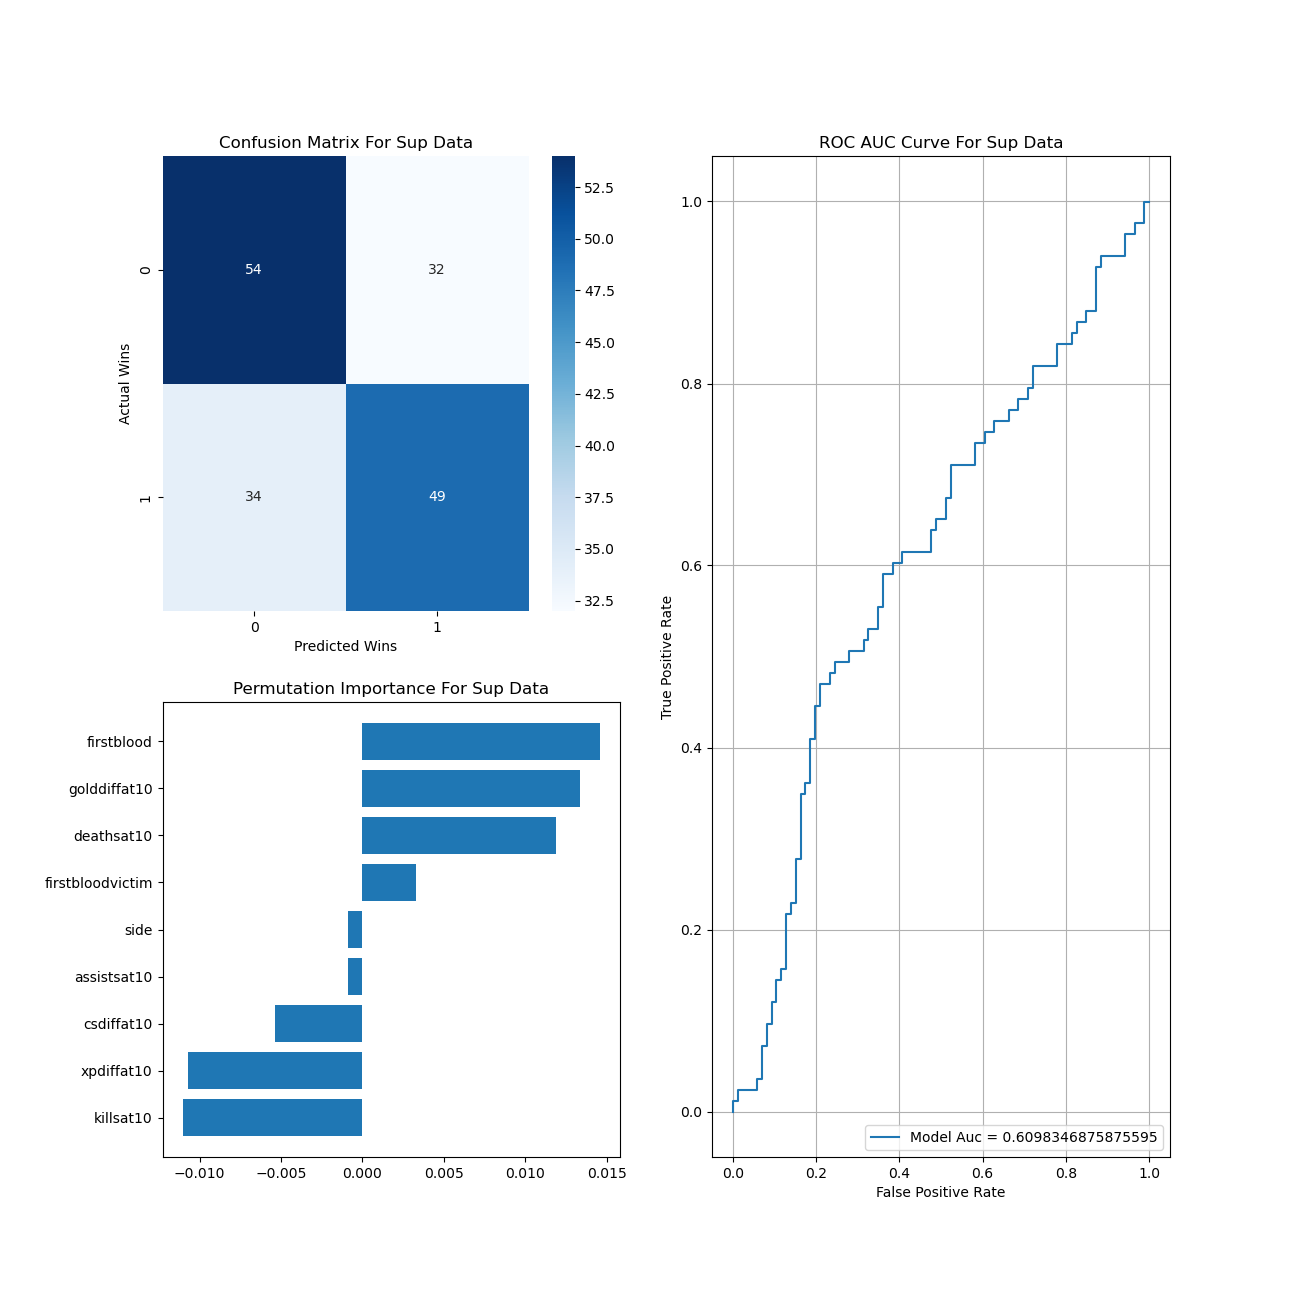 Confusion Matrix For Sup Data
Actual Wins
0
1
54
32
34
49
0
1
Predicted Wins
52.5
50.0
47.5
45.0
42.5
40.0
37.5
35.0
32.5
Permutation Importance For Sup Data
firstblood
golddiffat10
deathsat10
firstbloodvictim
side
assistsat10
csdiffat10
xpdiffat10
killsat10
−0.010
−0.005
0.000
0.005
0.010
0.015
ROC AUC Curve For Sup Data
True Positive Rate
1.0
0.8
0.6
0.4
0.2
0.0
Model Auc = 0.6098346875875595
0.0
0.2
0.4
0.6
0.8
1.0
False Positive Rate